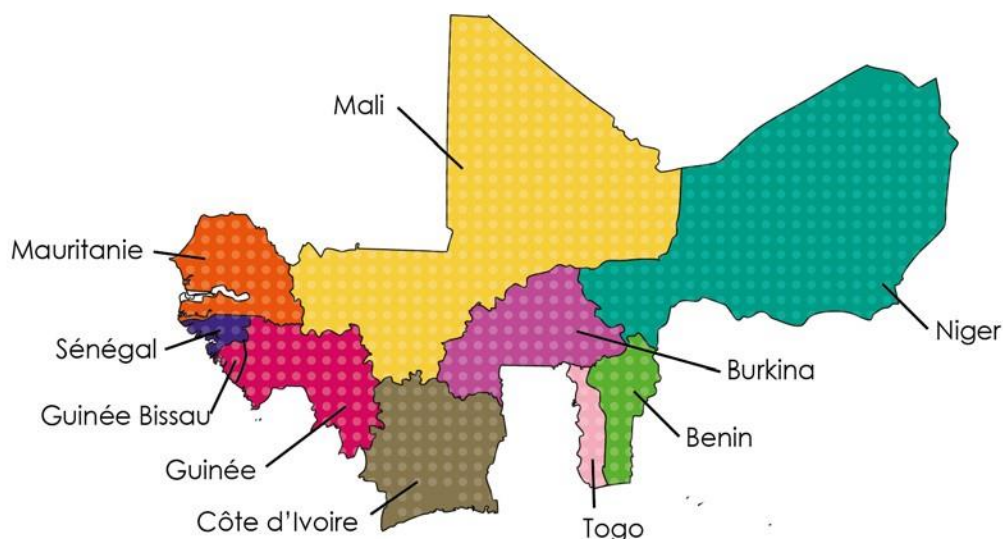 Mali
Mauritanie
Sénégal
Guinée Bissau
Guinée
Côte d'Ivoire
Togo
Benin
Burkina
Niger